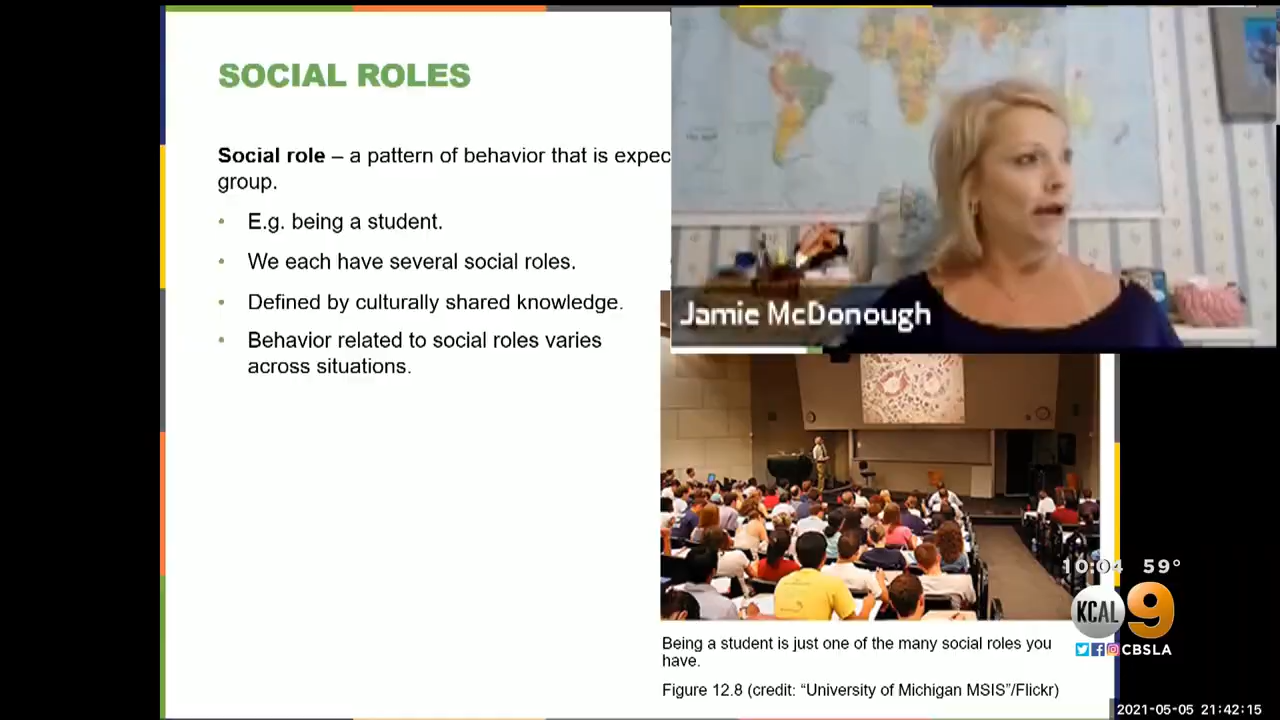 SOCIAL ROLES
Social role – a pattern of behavior that is expec
group.
• E.g. being a student.
• We each have several social roles.
• Defined by culturally shared knowledge.
• Behavior related to social roles varies
across situations.
Jamie McDonough
Being a student is just one of the many social roles you
have.
Figure 12.8 (credit: “University of Michigan MSIS”/Flickr)
10:04 59°
KCAL 9
CBSLA
2021-05-05 21:42:15